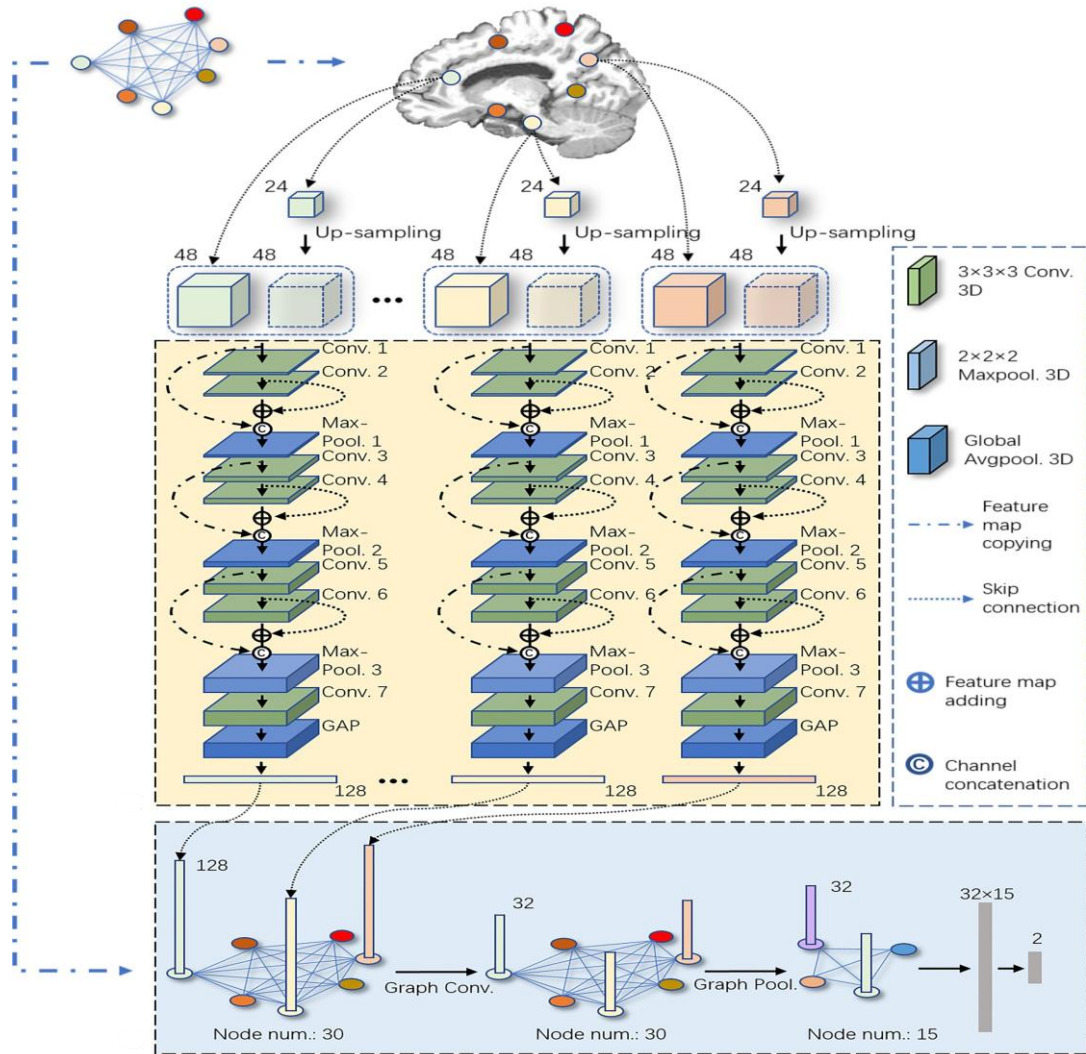 24
24
24
Up-sampling
Up-sampling
Up-sampling
48
48
48
48
48
48
3×3×3 Conv.
3D
2×2×2
Maxpool. 3D
Global
Avgpool. 3D
Feature
map
copying
Skip
connection
Feature map
adding
C
Channel
concatenation
Conv. 1
Conv. 2
C
Max-
Pool. 1
Conv. 3
Conv. 4
C
Max-
Pool. 2
Conv. 5
Conv. 6
C
Max-
Pool. 3
Conv. 7
GAP
128
Conv. 1
Conv. 2
C
Max-
Pool. 1
Conv. 3
Conv. 4
C
Max-
Pool. 2
Conv. 5
Conv. 6
C
Max-
Pool. 3
Conv. 7
GAP
128
Conv. 1
Conv. 2
C
Max-
Pool. 1
Conv. 3
Conv. 4
C
Max-
Pool. 2
Conv. 5
Conv. 6
C
Max-
Pool. 3
Conv. 7
GAP
128
128
Node num.: 30
Graph Conv.
32
Node num.: 30
Graph Pool.
32
Node num.: 15
32×15
2